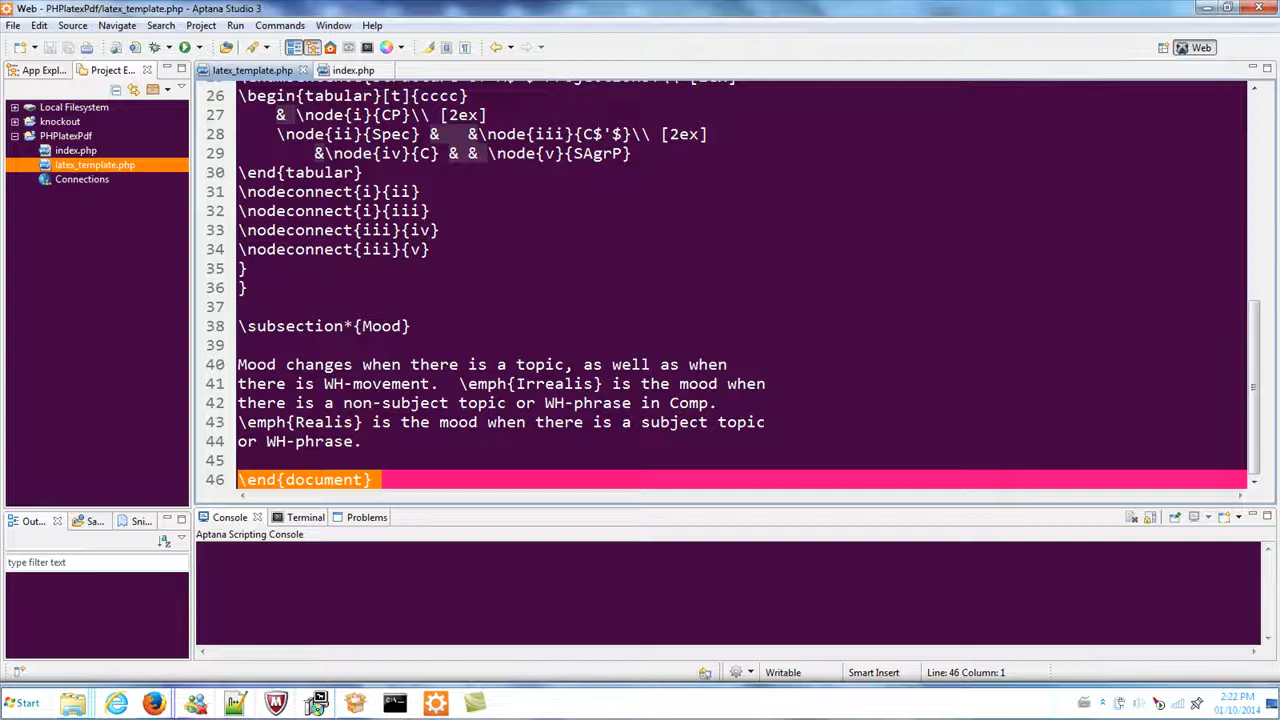 Web - PHPlatexPdf/latex_template.php - Aptana Studio 3
File Edit Source Navigate Search Project Run Commands Window Help
Web
App Expl... Project E...
latex_template.php index.php
Local Filesystem
knockout
PHPlatexPdf
index.php
latex_template.php
Connections
26 \begin{tabular}[t]{cccc}
27 & \node{i}{CP}\\ [2ex]
28 \node{ii}{Spec} & &\node{iii}{C$'$}\\ [2ex]
29 &\node{iv}{C} & & \node{v}{SAgrP}
30 \end{tabular}
31 \nodeconnect{i}{ii}
32 \nodeconnect{i}{iii}
33 \nodeconnect{iii}{iv}
34 \nodeconnect{iii}{v}
35 }
36 }
37
38 \subsection*{Mood}
39
40 Mood changes when there is a topic, as well as when
41 there is WH-movement. \emph{Irrealis} is the mood when
42 there is a non-subject topic or WH-phrase in Comp.
43 \emph{Realis} is the mood when there is a subject topic
44 or WH-phrase.
45
46 \end{document}
Out... Sa... Sni...
type filter text
Console Terminal Problems
Aptana Scripting Console
Writable Smart Insert Line: 46 Column: 1
Start
2:22 PM
01/10/2014